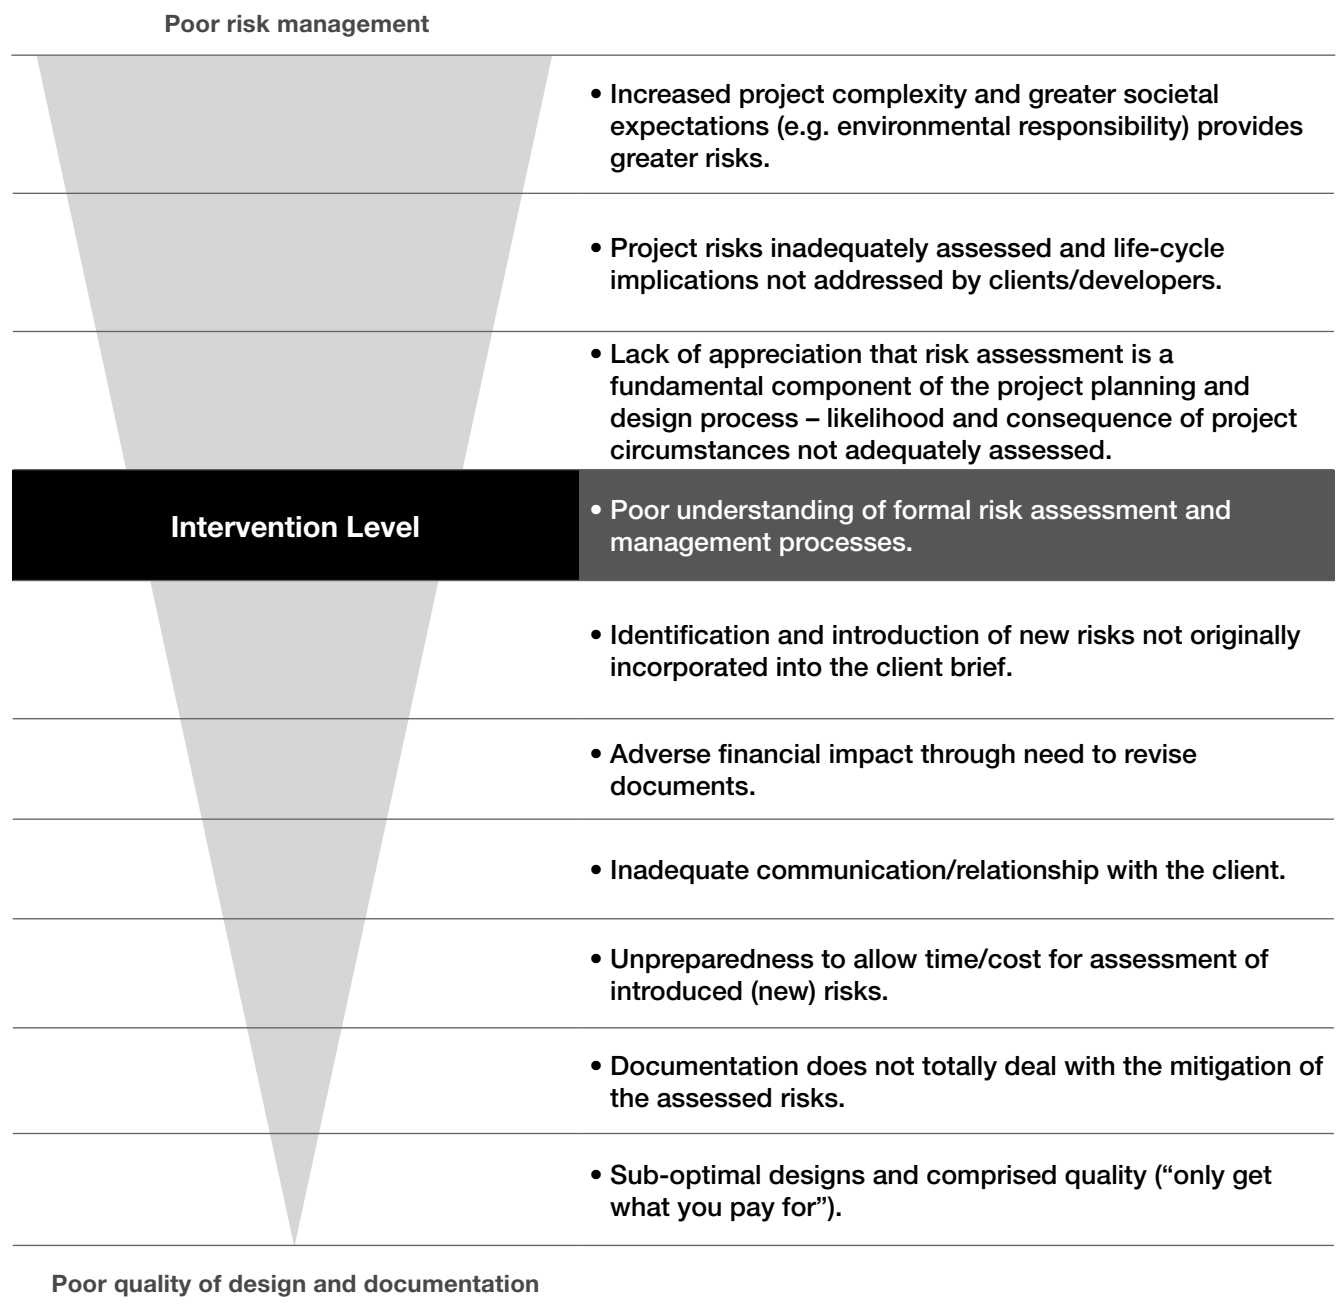 Poor risk management
• Increased project complexity and greater societal
expectations (e.g. environmental responsibility) provides
greater risks.
• Project risks inadequately assessed and life-cycle
implications not addressed by clients/developers.
• Lack of appreciation that risk assessment is a
fundamental component of the project planning and
design process – likelihood and consequence of project
circumstances not adequately assessed.
Intervention Level
• Poor understanding of formal risk assessment and
management processes.
• Identification and introduction of new risks not originally
incorporated into the client brief.
• Adverse financial impact through need to revise
documents.
• Inadequate communication/relationship with the client.
• Unpreparedness to allow time/cost for assessment of
introduced (new) risks.
• Documentation does not totally deal with the mitigation of
the assessed risks.
• Sub-optimal designs and comprised quality (“only get
what you pay for”).
Poor quality of design and documentation